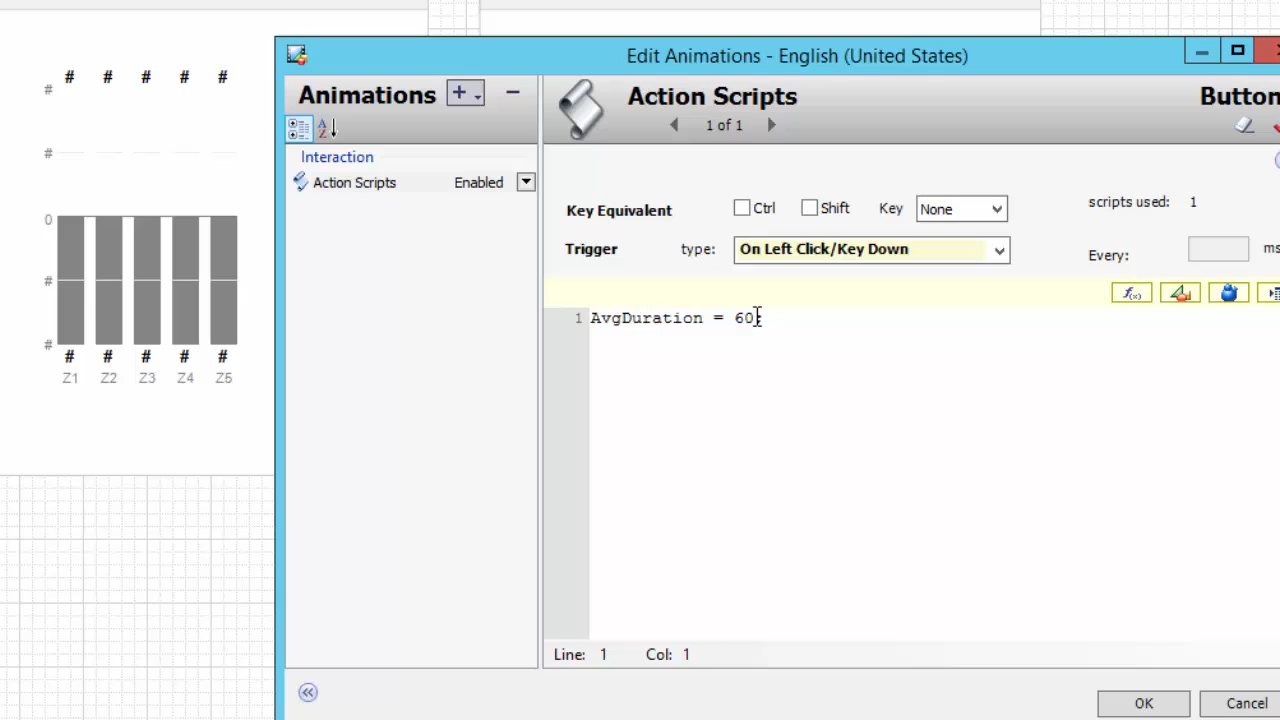 Edit Animations - English (United States)
Animations
Action Scripts
Button
1 of 1
Interaction
Action Scripts Enabled
Key Equivalent Ctrl Shift Key None scripts used: 1
Trigger type: On Left Click/Key Down Every: ms
f(x)
1 AvgDuration = 60;
Line: 1 Col: 1
OK Cancel
# # # # #
#
#
0
#
#
# # # # #
Z1 Z2 Z3 Z4 Z5